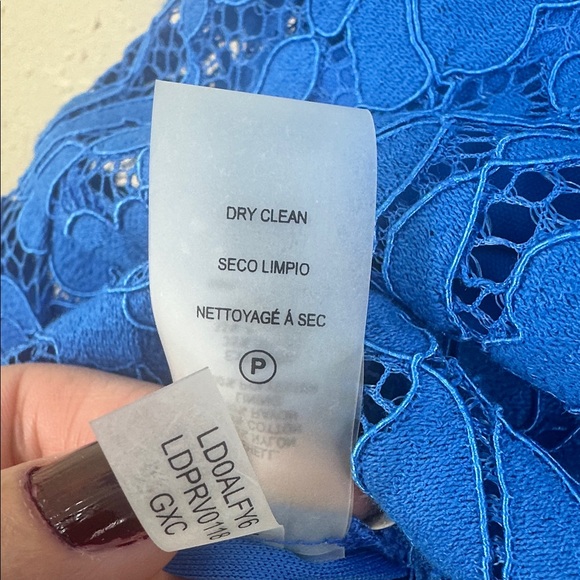 DRY CLEAN
SECO LIMPIO
NETTOYAGÉ Á SEC
P
LD0ALFY6
LDPRV0118
GXC